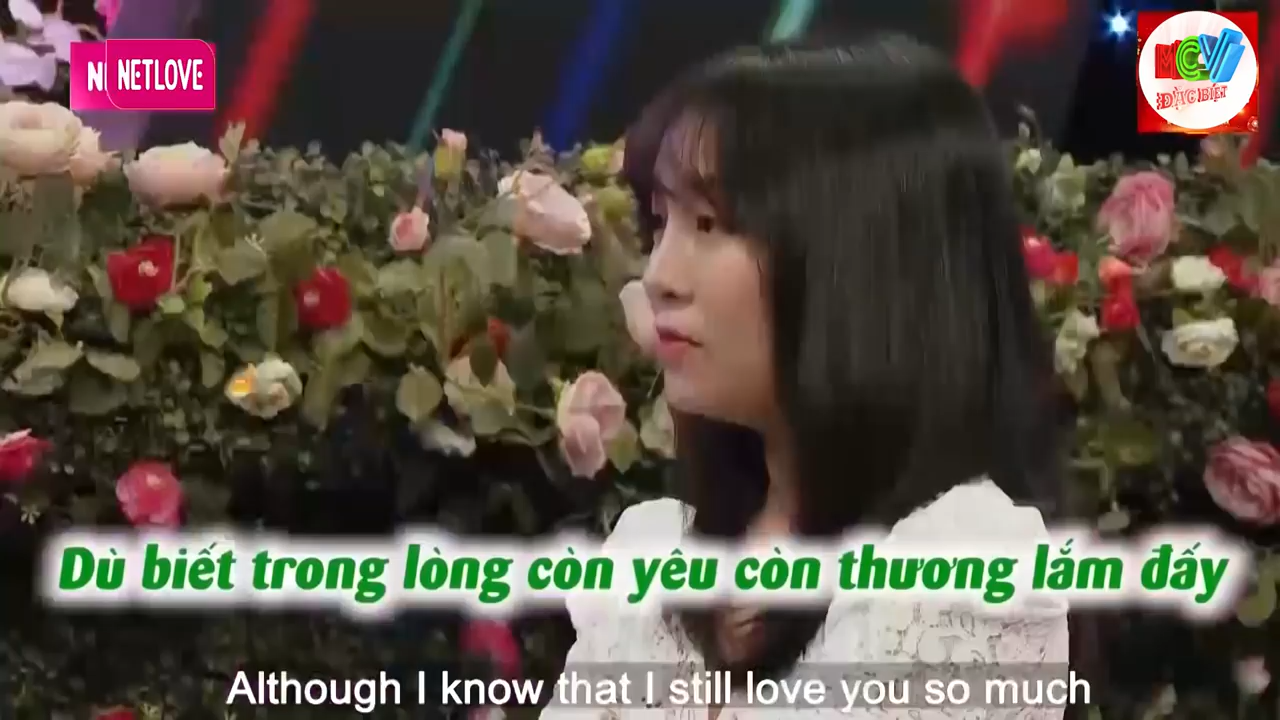 NETLOVE
MCV
ĐẶC BIỆT
Dù biết trong lòng còn yêu còn thương lắm đấy
Although I know that I still love you so much